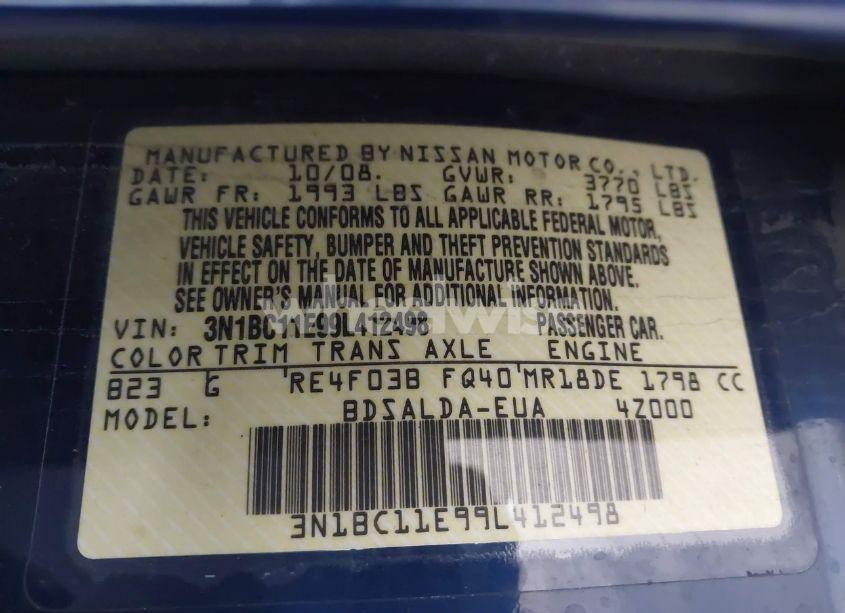 MANUFACTURED BY NISSAN MOTOR CO., LTD.
DATE: 10/08. GVWR: 3770 LBS
GAWR FR: 1993 LBS GAWR RR: 1795 LBS
THIS VEHICLE CONFORMS TO ALL APPLICABLE FEDERAL MOTOR,
VEHICLE SAFETY, BUMPER AND THEFT PREVENTION STANDARDS
IN EFFECT ON THE DATE OF MANUFACTURE SHOWN ABOVE.
SEE OWNER'S MANUAL FOR ADDITIONAL INFORMATION.
VIN: 3N1BC11E99L412498 PASSENGER CAR.
COLOR TRIM TRANS AXLE ENGINE
B23 G RE4F03B FQ40 MR18DE 1798 CC
MODEL: BDSALDA-EUA 4Z000
3N1BC11E99L412498